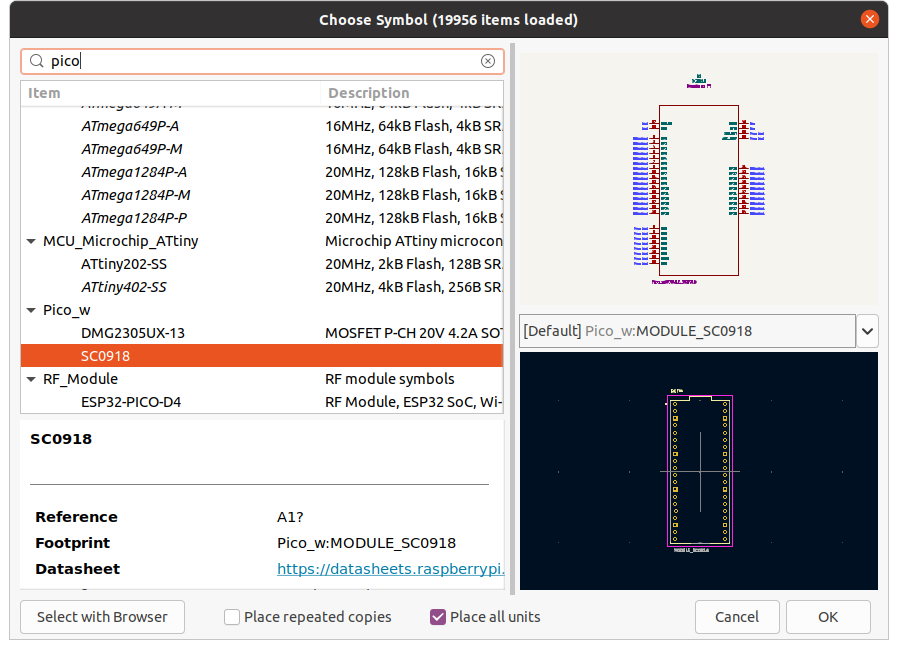 Choose Symbol (19956 items loaded)
pico
Item Description
ATmega649P-A 16MHz, 64kB Flash, 4kB SR
ATmega649P-M 16MHz, 64kB Flash, 4kB SR
ATmega1284P-A 20MHz, 128kB Flash, 16kB S
ATmega1284P-M 20MHz, 128kB Flash, 16kB S
ATmega1284P-P 20MHz, 128kB Flash, 16kB S
MCU_Microchip_ATtiny Microchip ATtiny microcon
ATtiny202-SS 20MHz, 2kB Flash, 128B SR
ATtiny402-SS 20MHz, 4kB Flash, 256B SR
Pico_w
DMG2305UX-13 MOSFET P-CH 20V 4.2A SOT
SC0918
RF_Module RF module symbols
ESP32-PICO-D4 RF Module, ESP32 SoC, Wi-
[Default] Pico_w:MODULE_SC0918
SC0918
Reference A1?
Footprint Pico_w:MODULE_SC0918
Datasheet https://datasheets.raspberrypi.
Select with Browser
Place repeated copies
Place all units
Cancel
OK